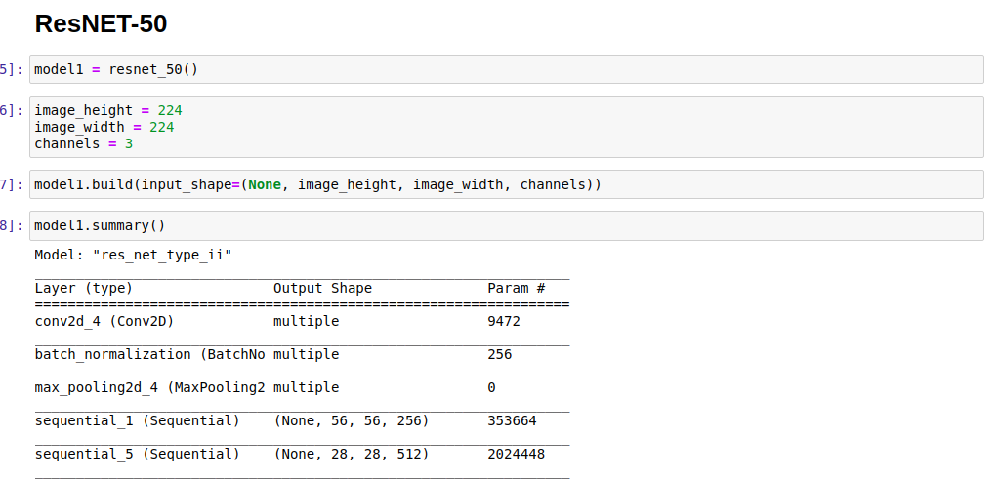 ResNET-50
5]: model1 = resnet_50()
6]: image_height = 224
image_width = 224
channels = 3
7]: model1.build(input_shape=(None, image_height, image_width, channels))
8]: model1.summary()
Model: "res_net_type_ii"
_________________________________________________________________
Layer (type)                 Output Shape              Param #
=================================================================
conv2d_4 (Conv2D)            multiple                  9472
_________________________________________________________________
batch_normalization (BatchNo multiple                  256
_________________________________________________________________
max_pooling2d_4 (MaxPooling2 multiple                  0
_________________________________________________________________
sequential_1 (Sequential)    (None, 56, 56, 256)       353664
_________________________________________________________________
sequential_5 (Sequential)    (None, 28, 28, 512)       2024448
_________________________________________________________________